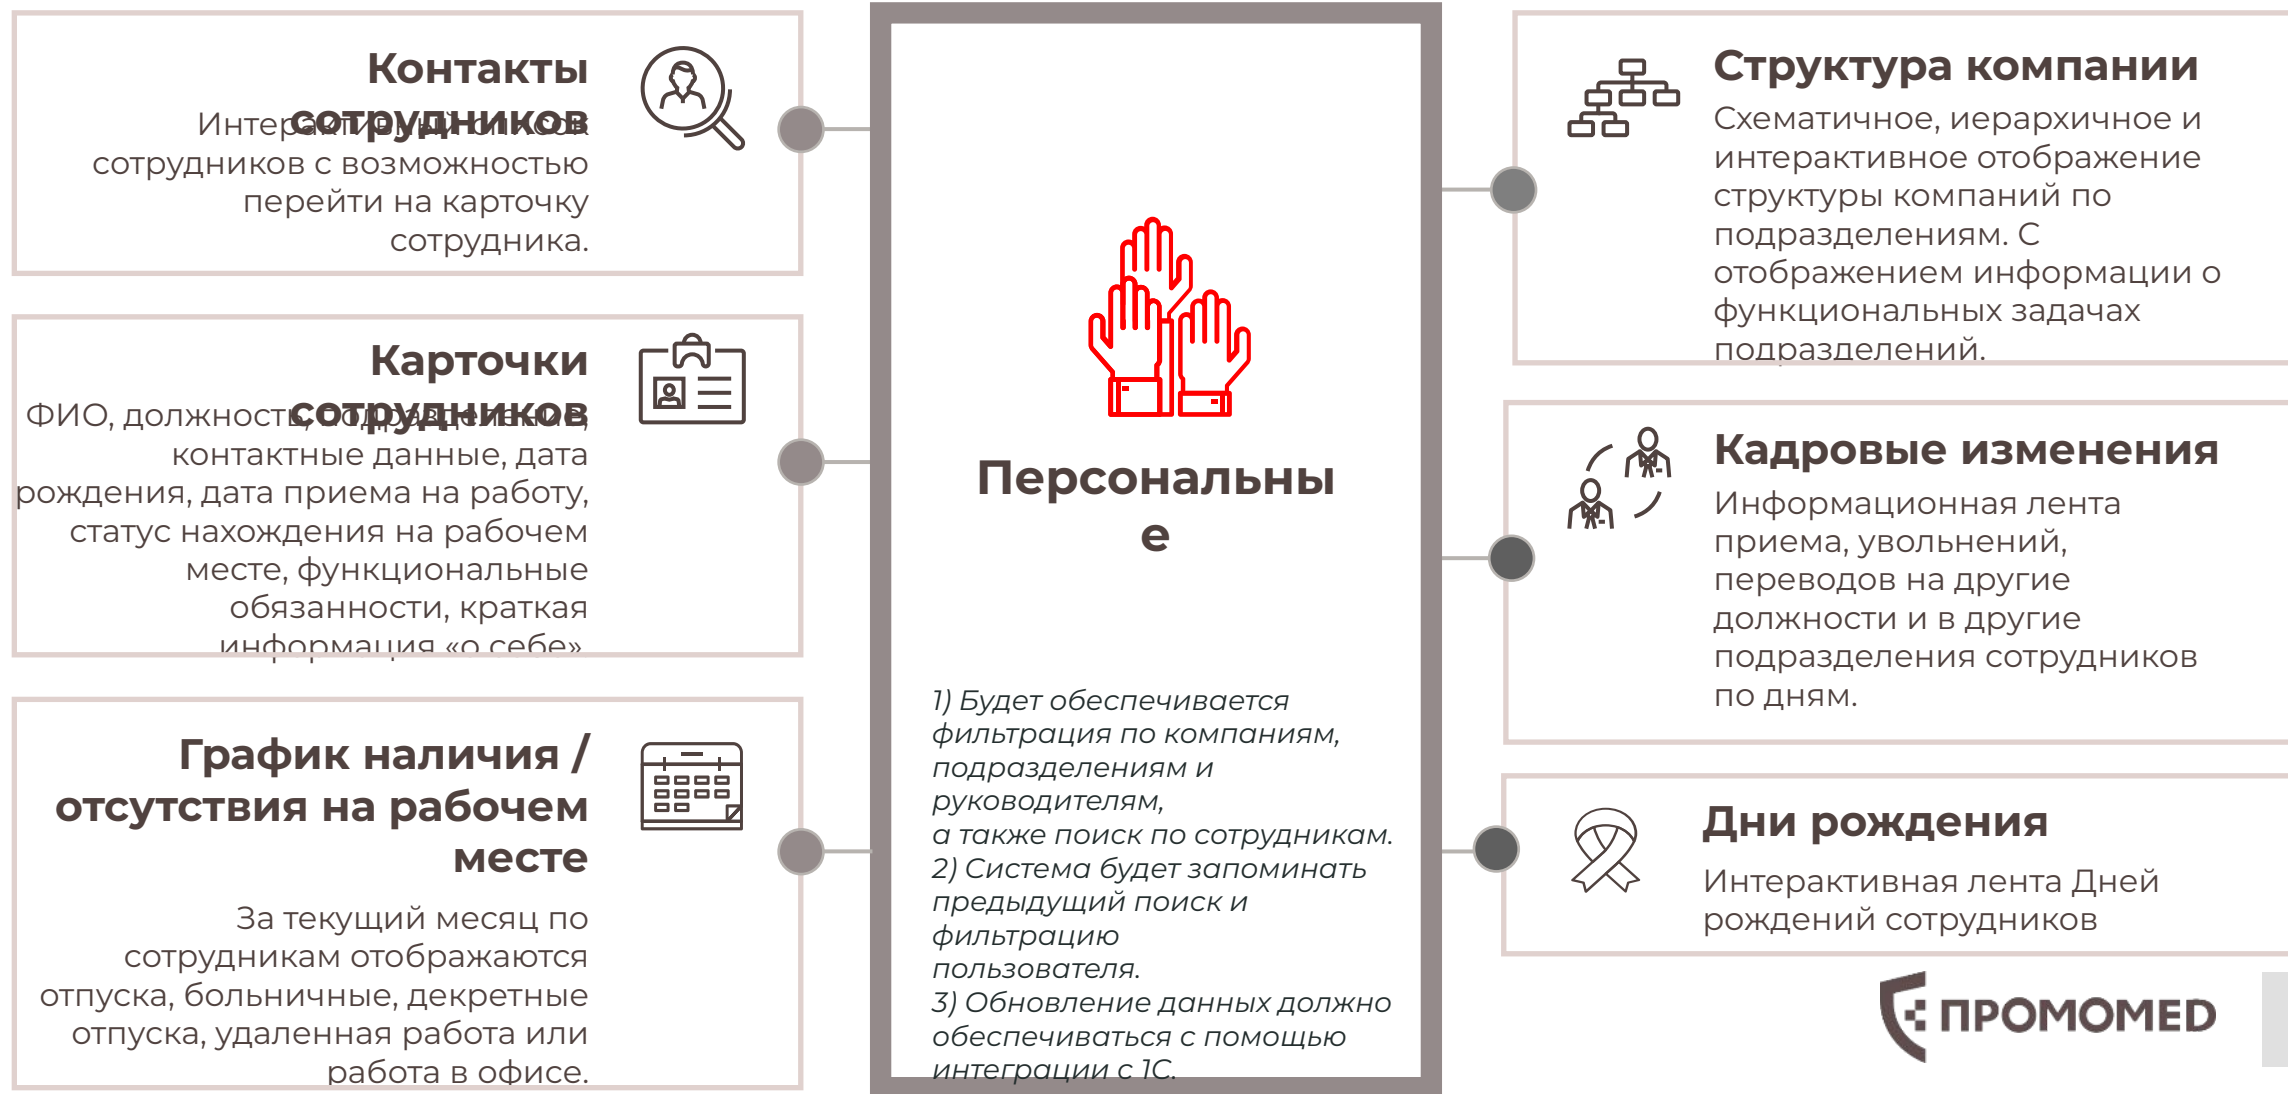 Контакты
сотрудников
Интерактивный список
сотрудников с возможностью
перейти на карточку
сотрудника.
Карточки
сотрудников
ФИО, должность, подразделение,
контактные данные, дата
рождения, дата приема на работу,
статус нахождения на рабочем
месте, функциональные
обязанности, краткая
информация «о себе»
График наличия /
отсутствия на рабочем
месте
За текущий месяц по
сотрудникам отображаются
отпуска, больничные, декретные
отпуска, удаленная работа или
работа в офисе.
Персональны
е
1) Будет обеспечивается
фильтрация по компаниям,
подразделениям и
руководителям,
а также поиск по сотрудникам.
2) Система будет запоминать
предыдущий поиск и
фильтрацию
пользователя.
3) Обновление данных должно
обеспечиваться с помощью
интеграции с 1С.
Структура компании
Схематичное, иерархичное и
интерактивное отображение
структуры компаний по
подразделениям. С
отображением информации о
функциональных задачах
подразделений.
Кадровые изменения
Информационная лента
приема, увольнений,
переводов на другие
должности и в другие
подразделения сотрудников
по дням.
Дни рождения
Интерактивная лента Дней
рождений сотрудников
ПРОМОМЕД